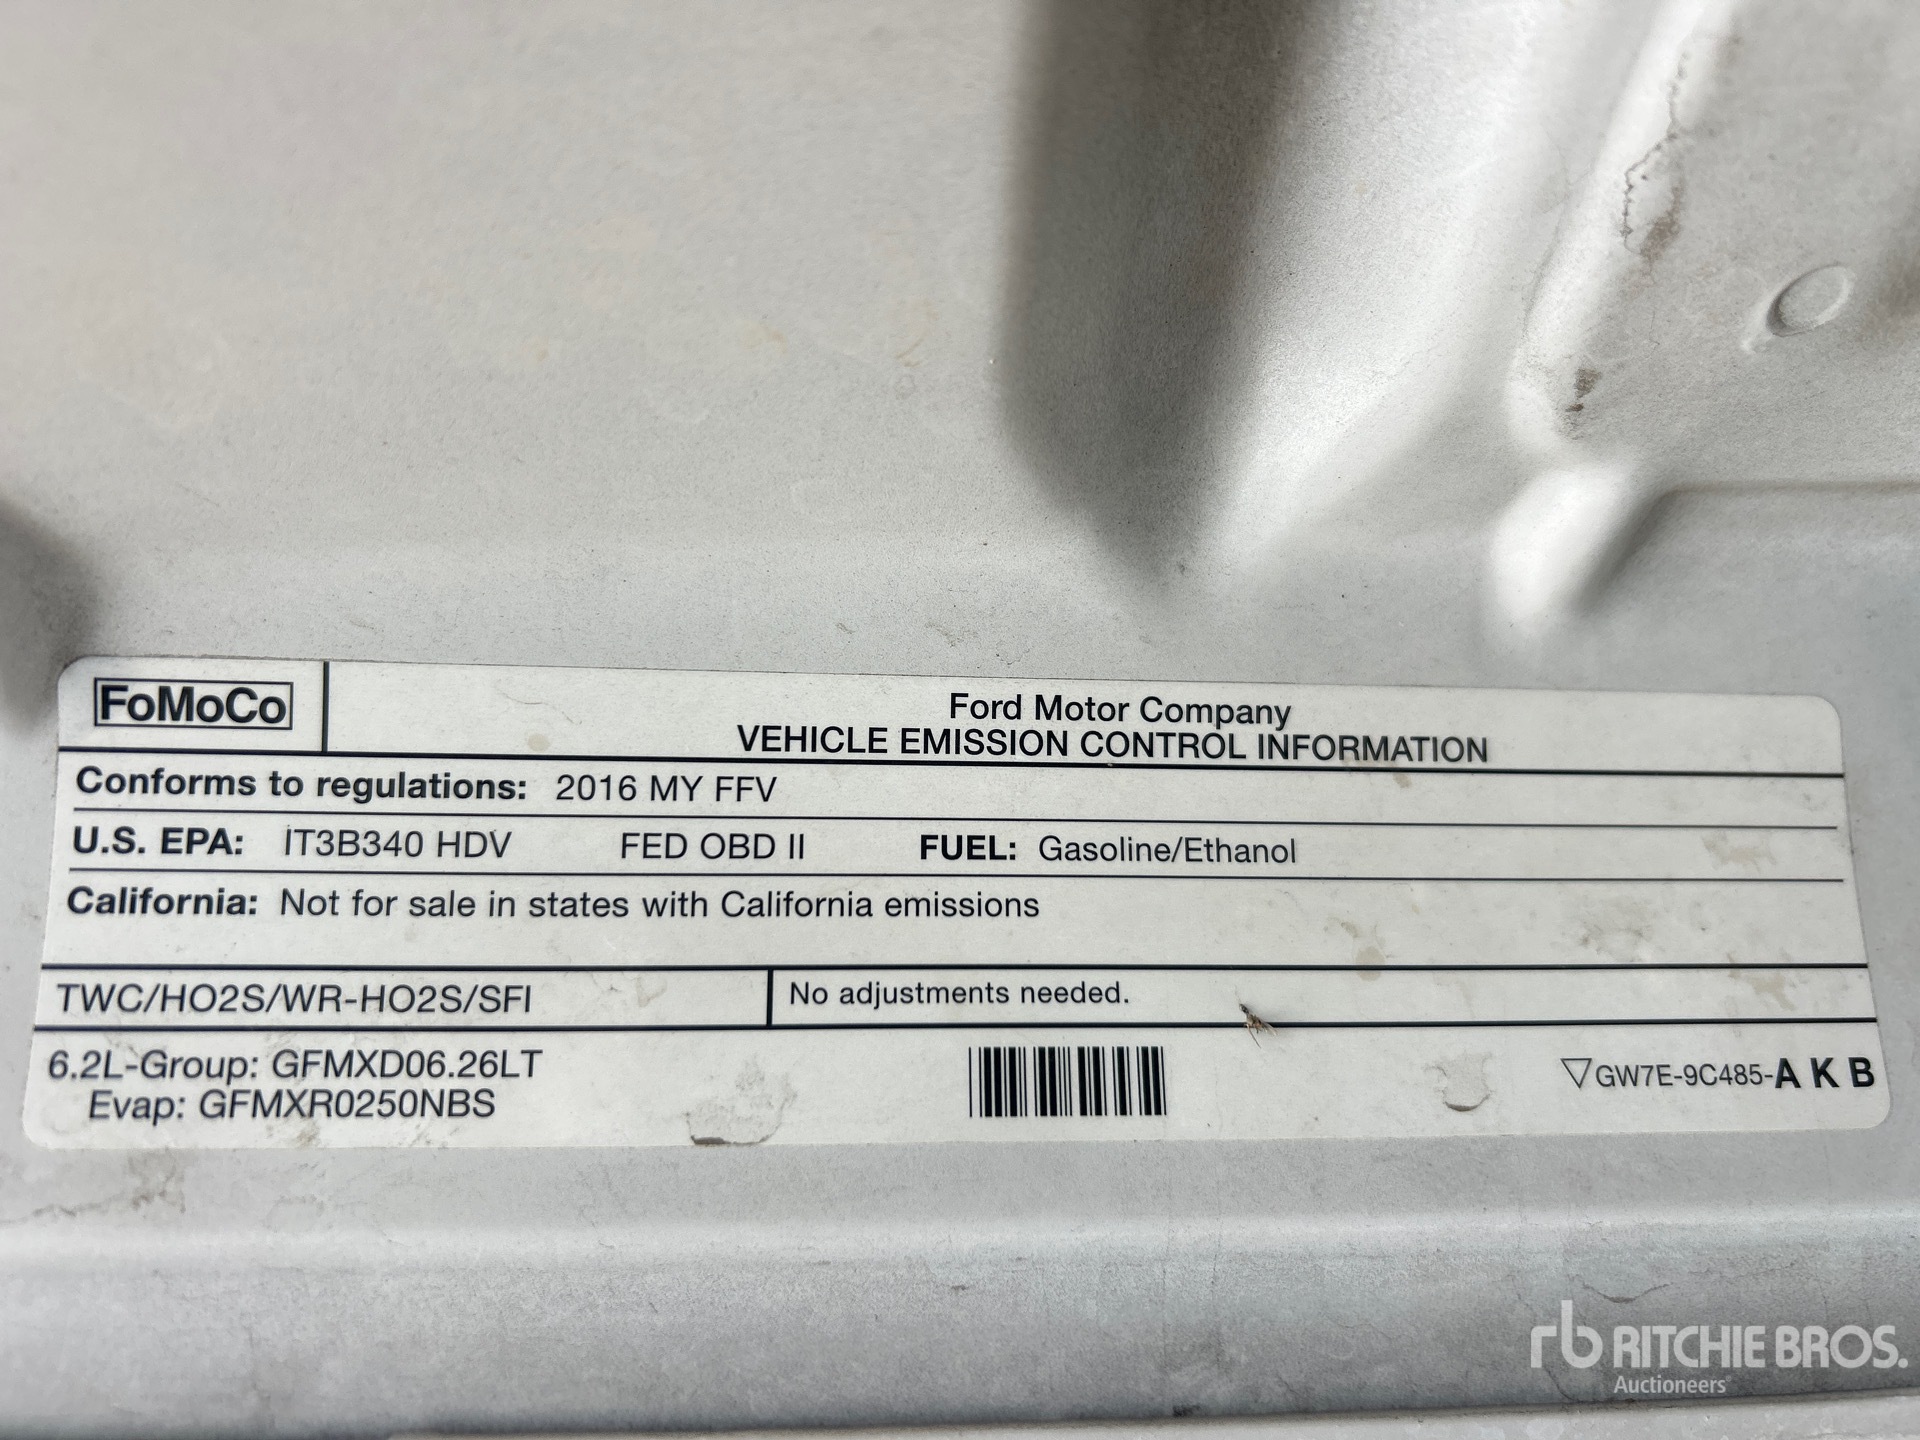 FoMoCo
Ford Motor Company
VEHICLE EMISSION CONTROL INFORMATION
Conforms to regulations: 2016 MY FFV
U.S. EPA: IT3B340 HDV FED OBD II FUEL: Gasoline/Ethanol
California: Not for sale in states with California emissions
TWC/HO2S/WR-HO2S/SFI
No adjustments needed.
6.2L-Group: GFMXD06.26LT
Evap: GFMXR0250NBS
▽GW7E-9C485-A K B
rb RITCHIE BROS.
Auctioneers